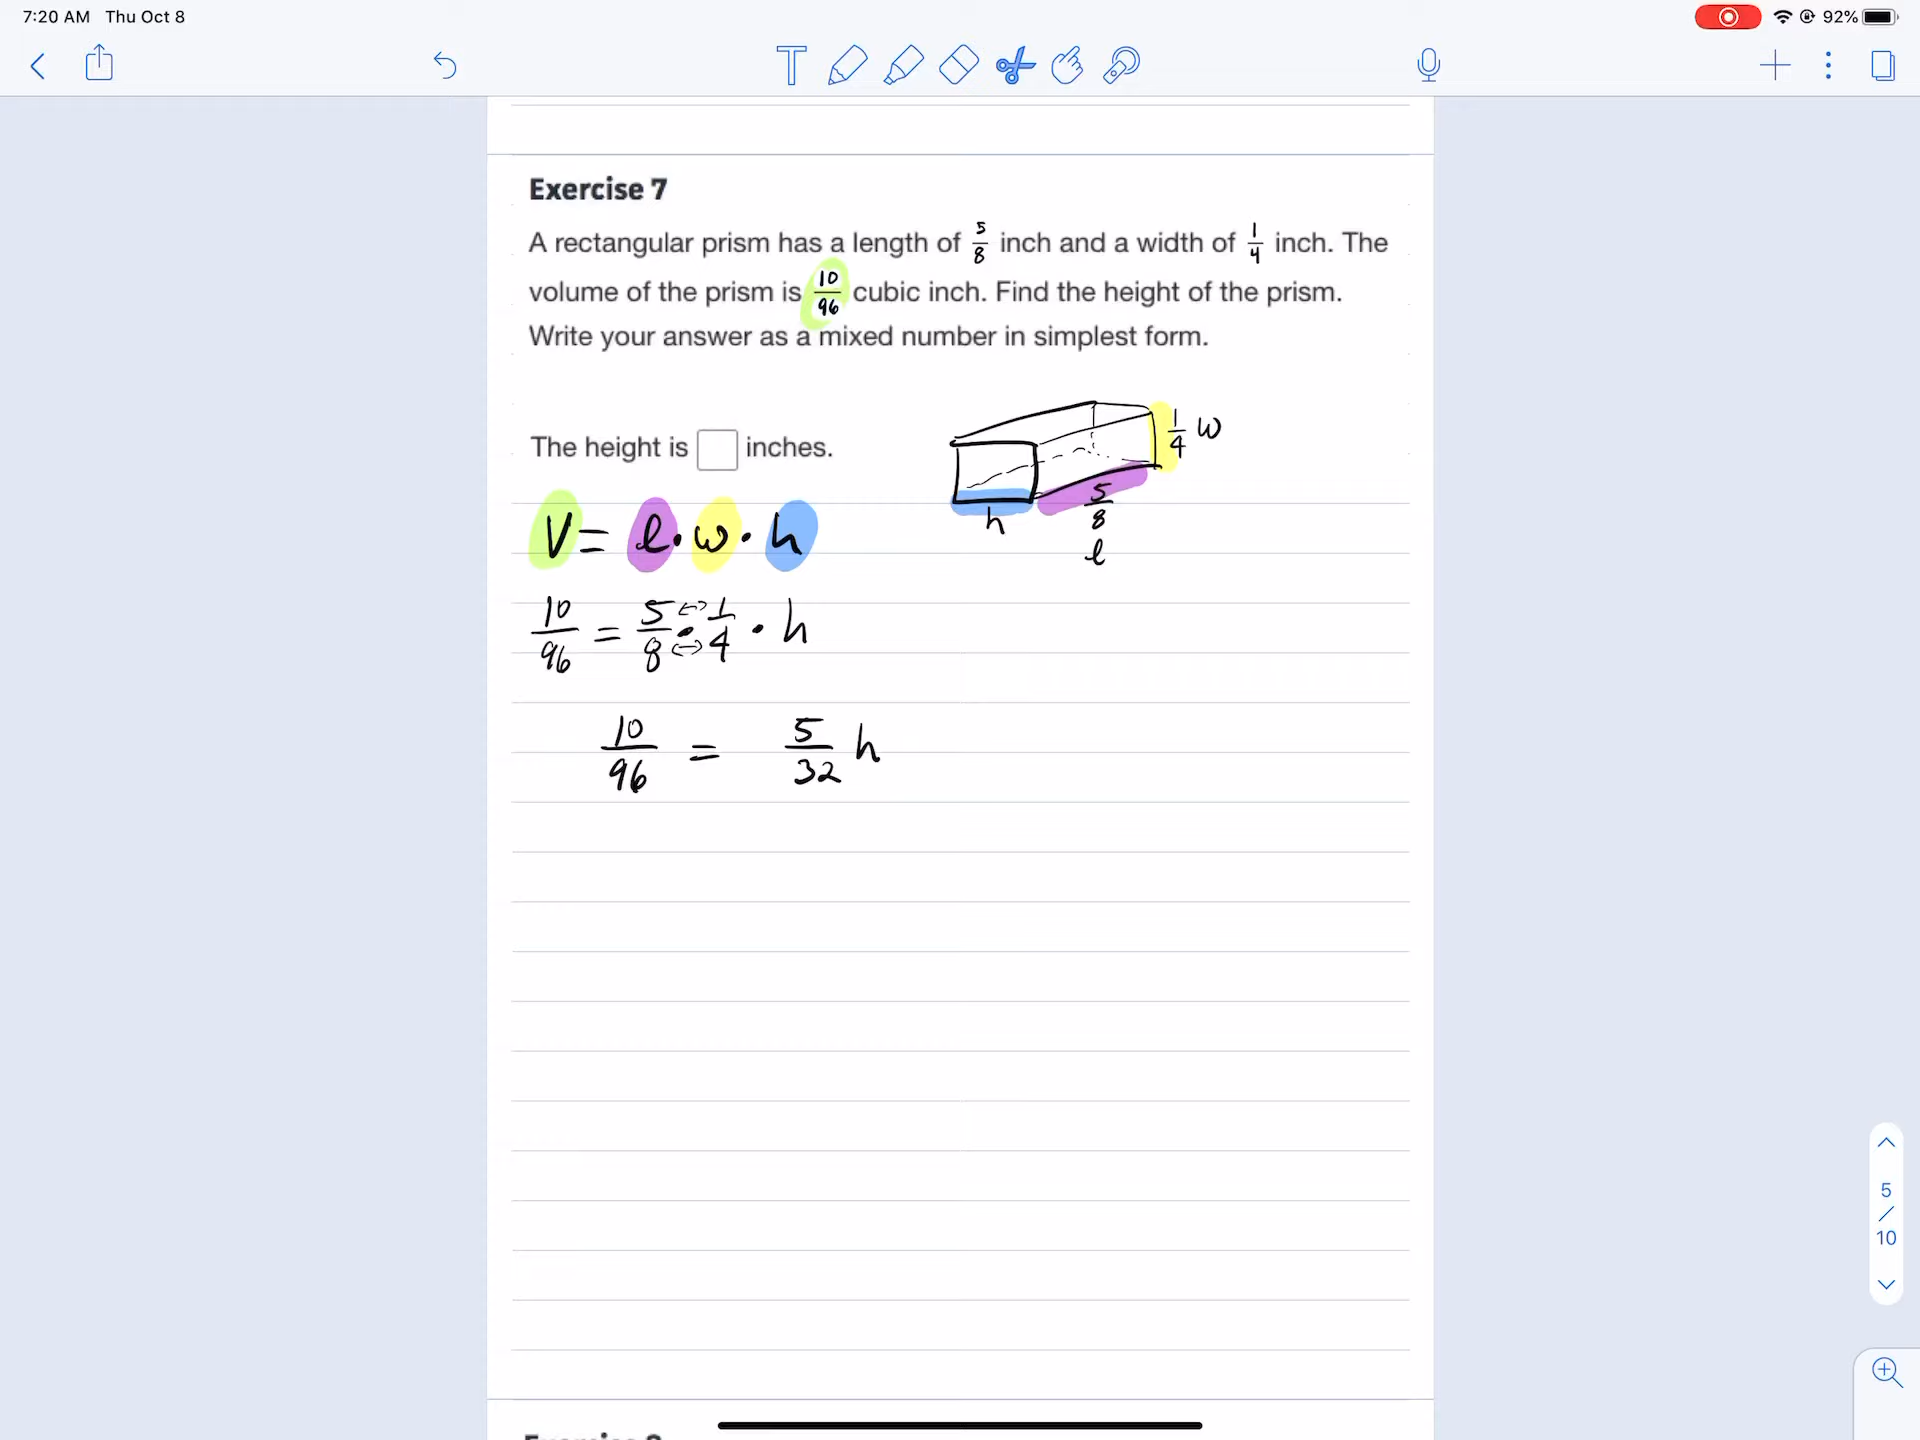 7:20 AM Thu Oct 8
92%
T
Exercise 7
A rectangular prism has a length of 5/8 inch and a width of 1/4 inch. The
volume of the prism is 10/96 cubic inch. Find the height of the prism.
Write your answer as a mixed number in simplest form.
The height is inches.
1/4 w
h
5/8
l
V = l · w · h
10/96 = 5/8 · 1/4 · h
10/96 = 5/32 h
5
/
10